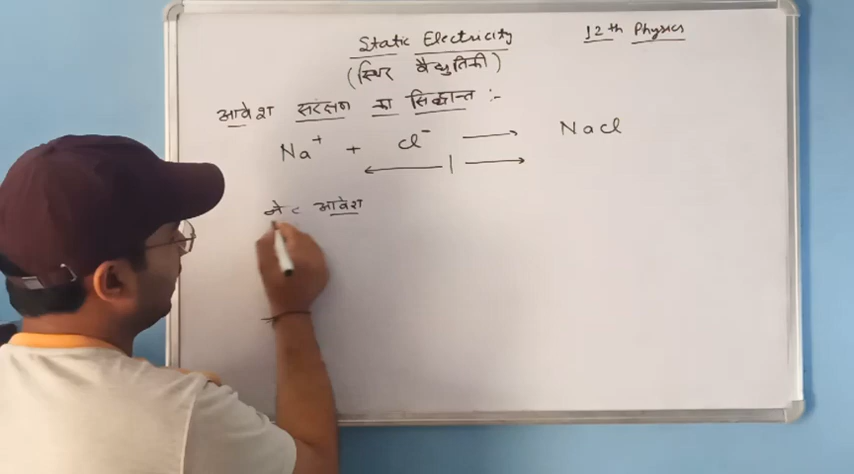 Static Electricity
12th Physics
(स्थिर वैद्युतिकी)
आवेश संरक्षण का सिद्धान्त :-
Na⁺ + Cl⁻ → NaCl
← | →
नेट आवेश